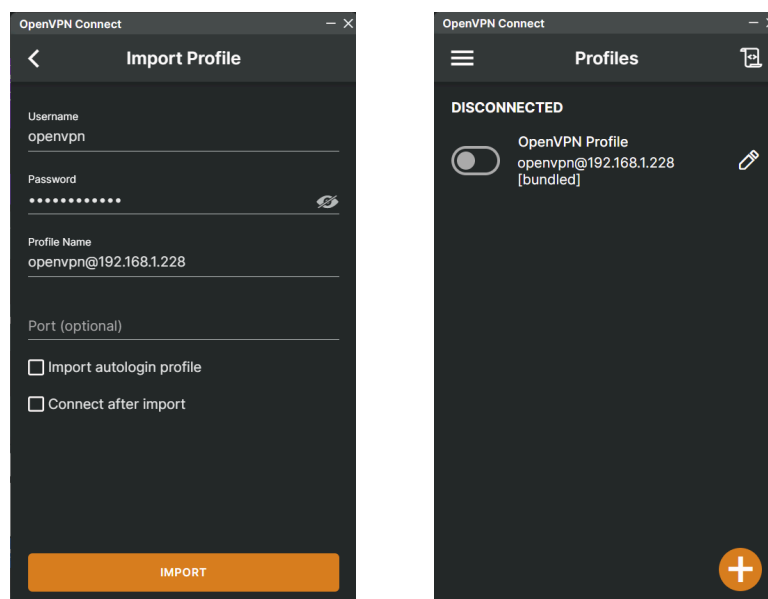 OpenVPN Connect
Import Profile
Username
openvpn
Password
••••••••••••
Profile Name
openvpn@192.168.1.228
Port (optional)
Import autologin profile
Connect after import
IMPORT
OpenVPN Connect
Profiles
DISCONNECTED
OpenVPN Profile
openvpn@192.168.1.228
[bundled]